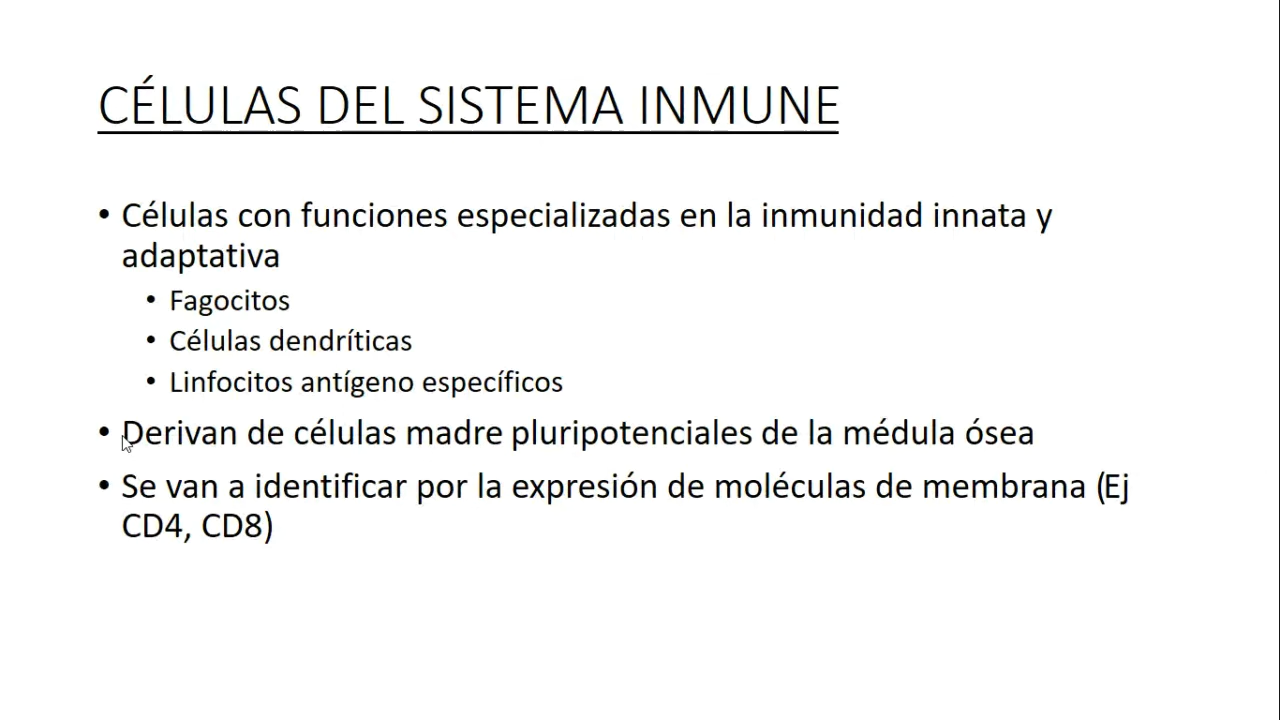 CÉLULAS DEL SISTEMA INMUNE
• Células con funciones especializadas en la inmunidad innata y
adaptativa
• Fagocitos
• Células dendríticas
• Linfocitos antígeno específicos
• Derivan de células madre pluripotenciales de la médula ósea
• Se van a identificar por la expresión de moléculas de membrana (Ej
CD4, CD8)